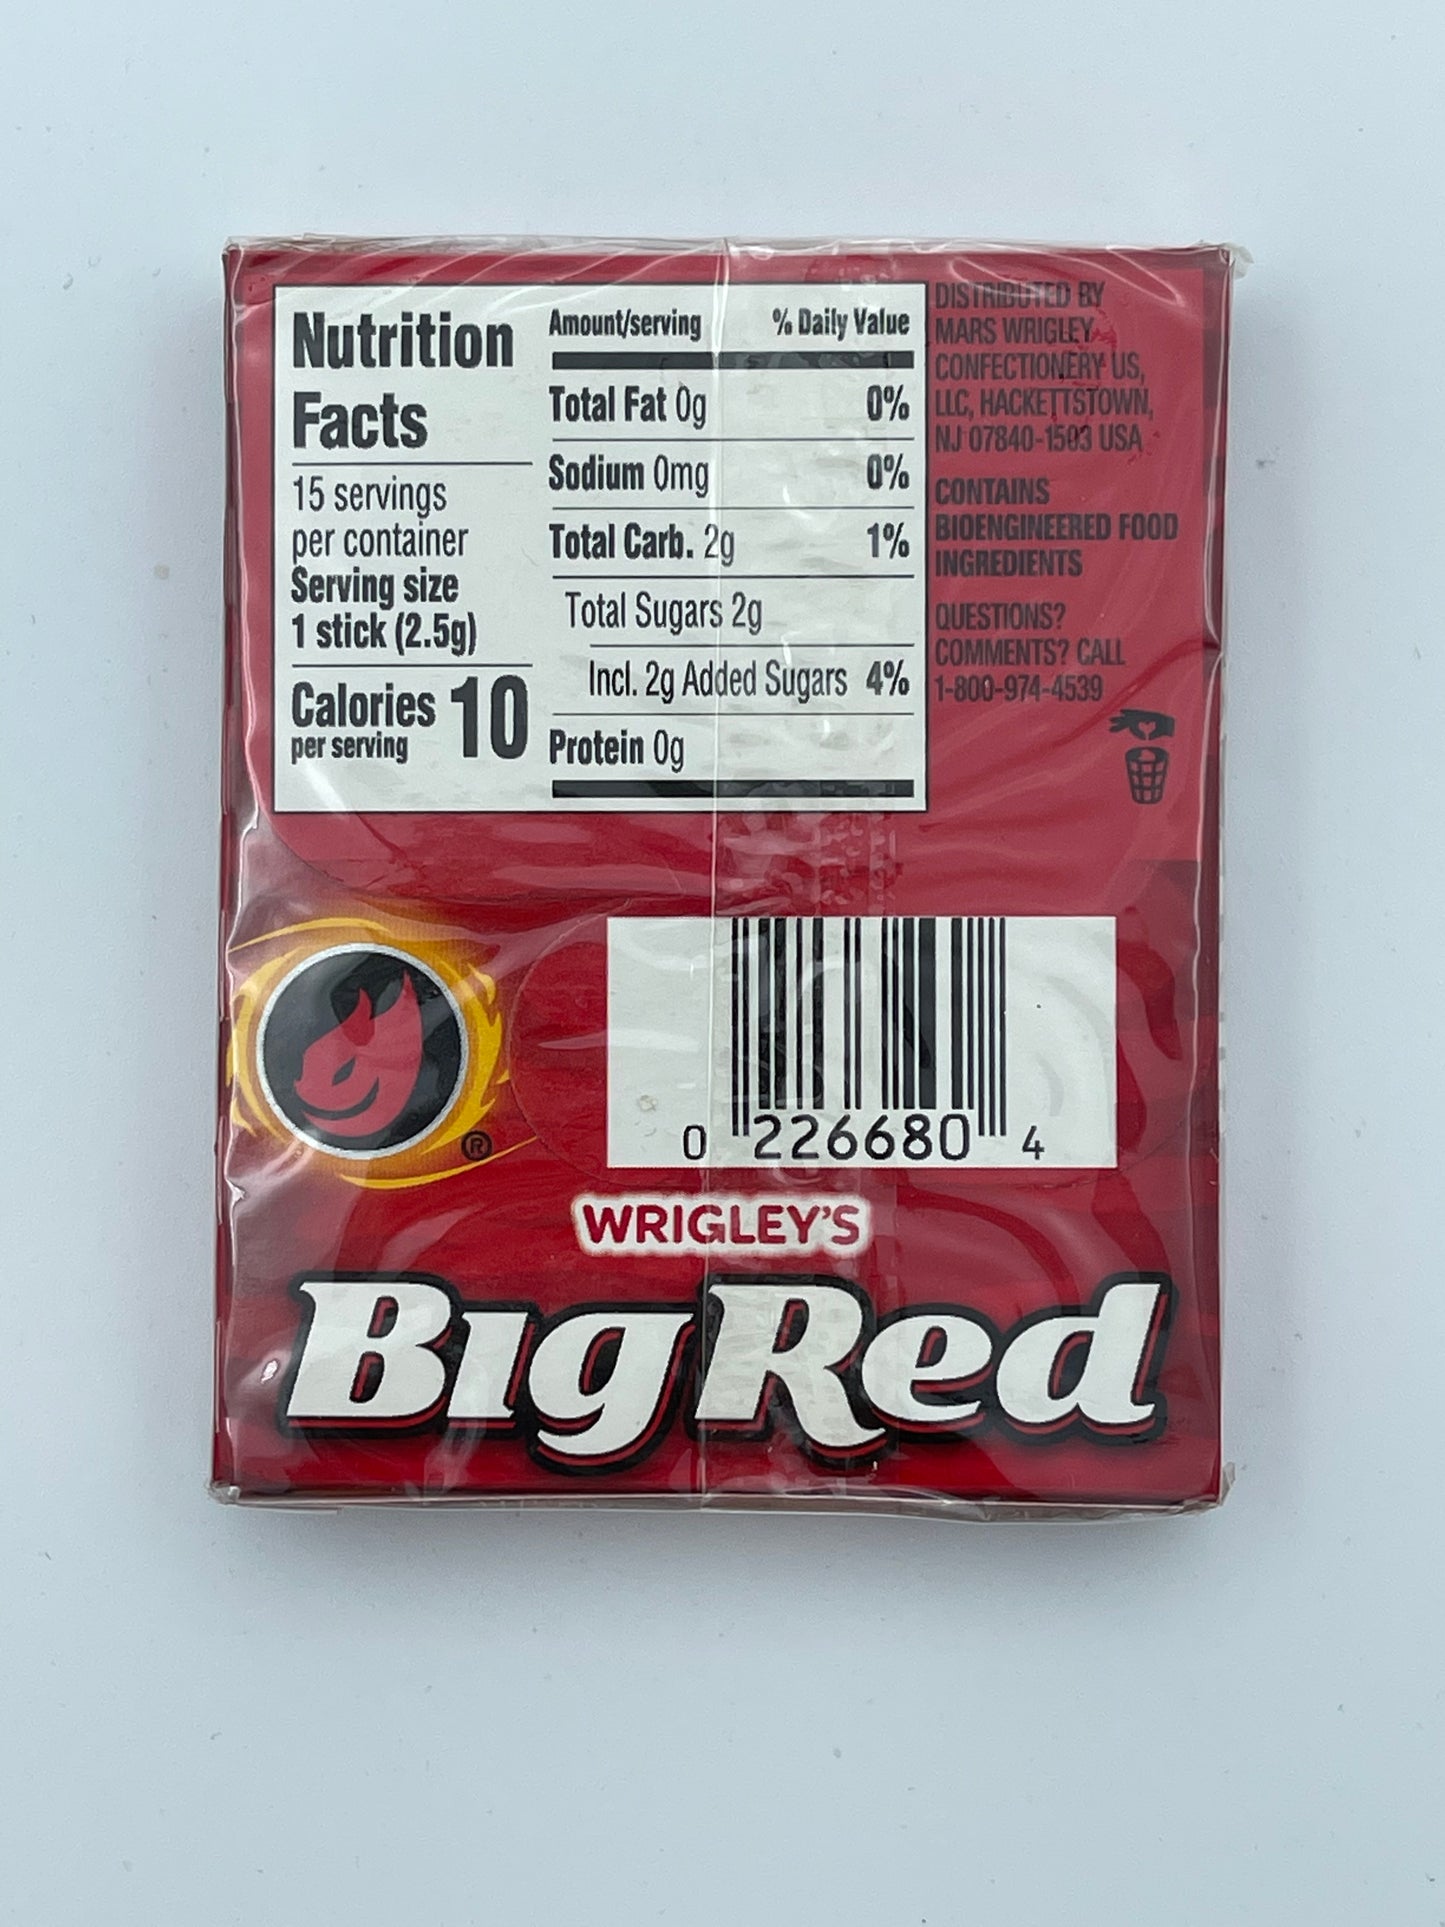 Nutrition
Facts
15 servings
per container
Serving size
1 stick (2.5g)
Calories 10
per serving
Amount/serving % Daily Value
Total Fat 0g 0%
Sodium 0mg 0%
Total Carb. 2g 1%
Total Sugars 2g
Incl. 2g Added Sugars 4%
Protein 0g
DISTRIBUTED BY
MARS WRIGLEY
CONFECTIONERY US,
LLC, HACKETTSTOWN,
NJ 07840-1503 USA
CONTAINS
BIOENGINEERED FOOD
INGREDIENTS
QUESTIONS?
COMMENTS? CALL
1-800-974-4539
®
0 226680 4
WRIGLEY'S
Big Red